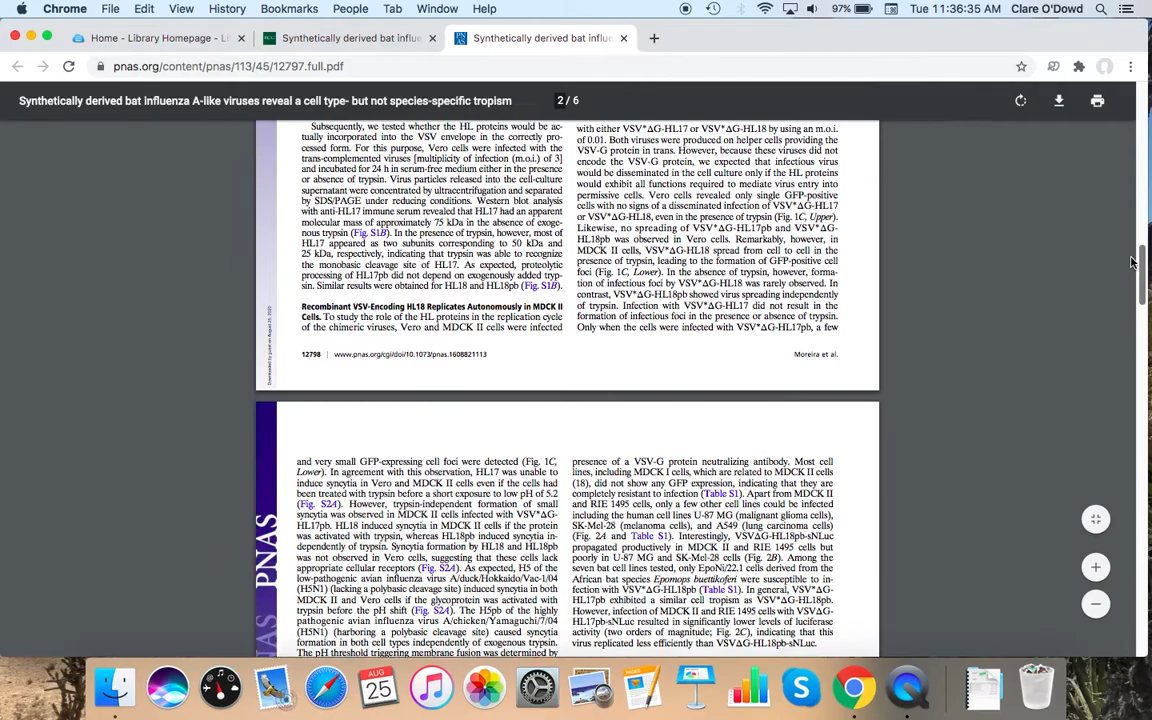 Chrome File Edit View History Bookmarks People Tab Window Help 97% Tue 11:36:35 Clare O'Dowd
Home - Library Homepage - Li
Synthetically derived bat influe
Synthetically derived bat influe
pnas.org/content/pnas/113/45/12797.full.pdf
Synthetically derived bat influenza A-like viruses reveal a cell type- but not species-specific tropism
2 / 6
Subsequently, we tested whether the HL proteins would be ac-
tually incorporated into the VSV envelope in the correctly pro-
cessed form. For this purpose, Vero cells were infected with the
trans-complemented viruses [multiplicity of infection (m.o.i.) of 3]
and incubated for 24 h in serum-free medium either in the presence
or absence of trypsin. Virus particles released into the cell-culture
supernatant were concentrated by ultracentrifugation and separated
by SDS/PAGE under reducing conditions. Western blot analysis
with anti-HL17 immune serum revealed that HL17 had an apparent
molecular mass of approximately 75 kDa in the absence of exoge-
nous trypsin (Fig. S1B). In the presence of trypsin, however, most of
HL17 appeared as two subunits corresponding to 50 kDa and
25 kDa, respectively, indicating that trypsin was able to recognize
the monobasic cleavage site of HL17. As expected, proteolytic
processing of HL17pb did not depend on exogenously added tryp-
sin. Similar results were obtained for HL18 and HL18pb (Fig. S1B).
Recombinant VSV-Encoding HL18 Replicates Autonomously in MDCK II
Cells. To study the role of the HL proteins in the replication cycle
of the chimeric viruses, Vero and MDCK II cells were infected
with either VSV*ΔG-HL17 or VSV*ΔG-HL18 by using an m.o.i.
of 0.01. Both viruses were produced on helper cells providing the
VSV-G protein in trans. However, because these viruses did not
encode the VSV-G protein, we expected that infectious virus
would be disseminated in the cell culture only if the HL proteins
would exhibit all functions required to mediate virus entry into
permissive cells. Vero cells revealed only single GFP-positive
cells with no signs of a disseminated infection of VSV*ΔG-HL17
or VSV*ΔG-HL18, even in the presence of trypsin (Fig. 1C, Upper).
Likewise, no spreading of VSV*ΔG-HL17pb and VSV*ΔG-
HL18pb was observed in Vero cells. Remarkably, however, in
MDCK II cells, VSV*ΔG-HL18 spread from cell to cell in the
presence of trypsin, leading to the formation of GFP-positive cell
foci (Fig. 1C, Lower). In the absence of trypsin, however, forma-
tion of infectious foci by VSV*ΔG-HL18 was rarely observed. In
contrast, VSV*ΔG-HL18pb showed virus spreading independently
of trypsin. Infection with HL17 did not result in the
formation of infectious foci in presence or absence of trypsin.
Only when the cells were infected with VSV*ΔG-HL17pb, a few
Downloaded by guest on August 25, 2020
12798 | www.pnas.org/cgi/doi/10.1073/pnas.1608821113
Moreira et al.
and very small GFP-expressing cell foci were detected (Fig. 1C,
Lower). In agreement with this observation, HL17 was unable to
induce syncytia in Vero and MDCK II cells even if the cells had
been treated with trypsin before a short exposure to low pH of 5.2
(Fig. S2A). However, trypsin-independent formation of small
syncytia was observed in MDCK II cells infected with VSV*ΔG-
HL17pb. HL18 induced syncytia in MDCK II cells if the protein
was activated with trypsin, whereas HL18pb induced syncytia in-
dependently of trypsin. Syncytia formation by HL18 and HL18pb
was not observed in Vero cells, suggesting that these cells lack
appropriate cellular receptors (Fig. S2A). As expected, H5 of the
low-pathogenic avian influenza virus A/duck/Hokkaido/Vac-1/04
(H5N1) (lacking a polybasic cleavage site) induced syncytia in both
MDCK II and Vero cells if the glycoprotein was activated with
trypsin before the pH shift (Fig. S2A). The H5pb of the highly
pathogenic avian influenza virus A/chicken/Yamaguchi/7/04
(H5N1) (harboring a polybasic cleavage site) caused syncytia
formation in both cell types independently of exogenous trypsin.
The pH threshold triggering membrane fusion was determined by
presence of a VSV-G protein neutralizing antibody. Most cell
lines, including MDCK I cells, which are related to MDCK II cells
(18), did not show any GFP expression, indicating that they are
completely resistant to infection (Table S1). Apart from MDCK II
and RIE 1495 cells, only a few other cell lines could be infected
including the human cell lines U-87 MG (malignant glioma cells),
SK-Mel-28 (melanoma cells), and A549 (lung carcinoma cells)
(Fig. 2A and Table S1). Interestingly, VSVΔG-HL18pb-sNLuc
propagated productively in MDCK II and RIE 1495 cells but
poorly in U-87 MG and SK-Mel-28 cells (Fig. 2B). Among the
seven bat cell lines tested, only EpoNi/22.1 cells derived from the
African bat species Epomops buettikoferi were susceptible to in-
fection with VSV*ΔG-HL18pb (Table S1). In general, VSV*ΔG-
HL17pb exhibited a similar cell tropism as VSV*ΔG-HL18pb.
However, infection of MDCK II and RIE 1495 cells with VSVΔG-
HL17pb-sNLuc resulted in significantly lower levels of luciferase
activity (two orders of magnitude; Fig. 2C), indicating that this
virus replicated less efficiently than VSVΔG-HL18pb-sNLuc.
PNAS
AUG
25